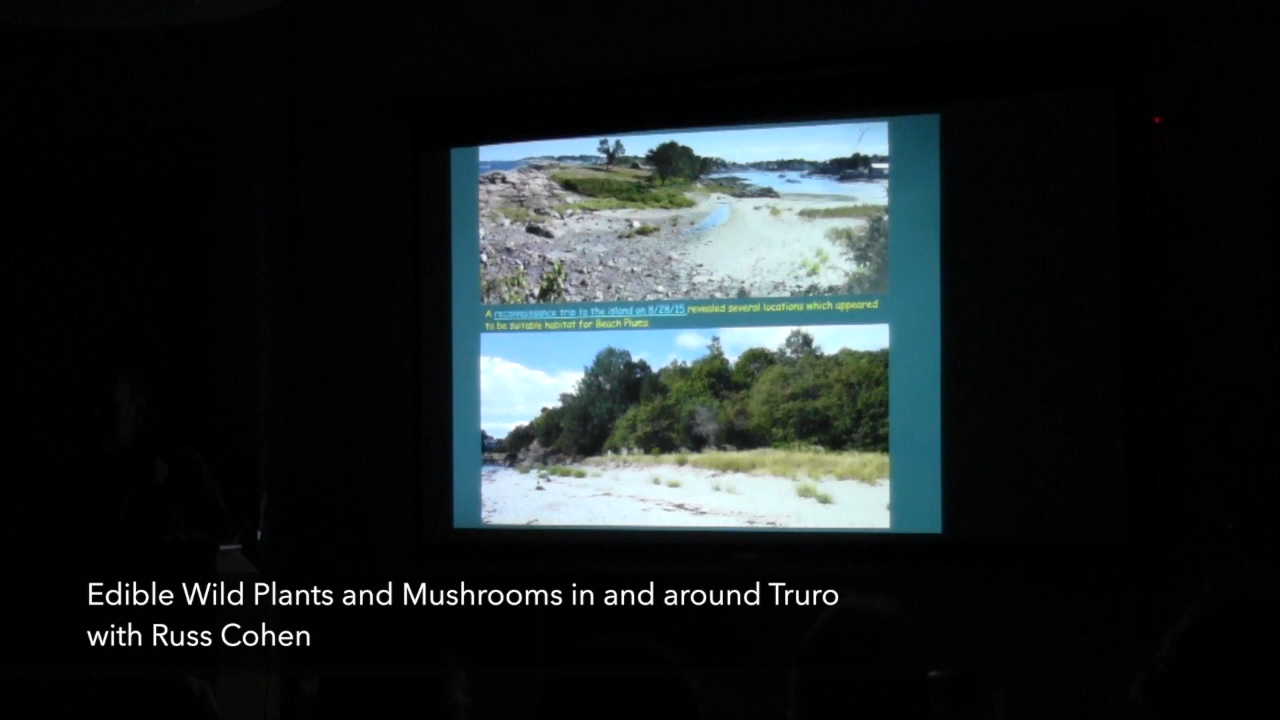 A reconnaissance trip to the island on 8/28/15 revealed several locations which appeared
to be suitable habitat for Beach Plums.
Edible Wild Plants and Mushrooms in and around Truro
with Russ Cohen